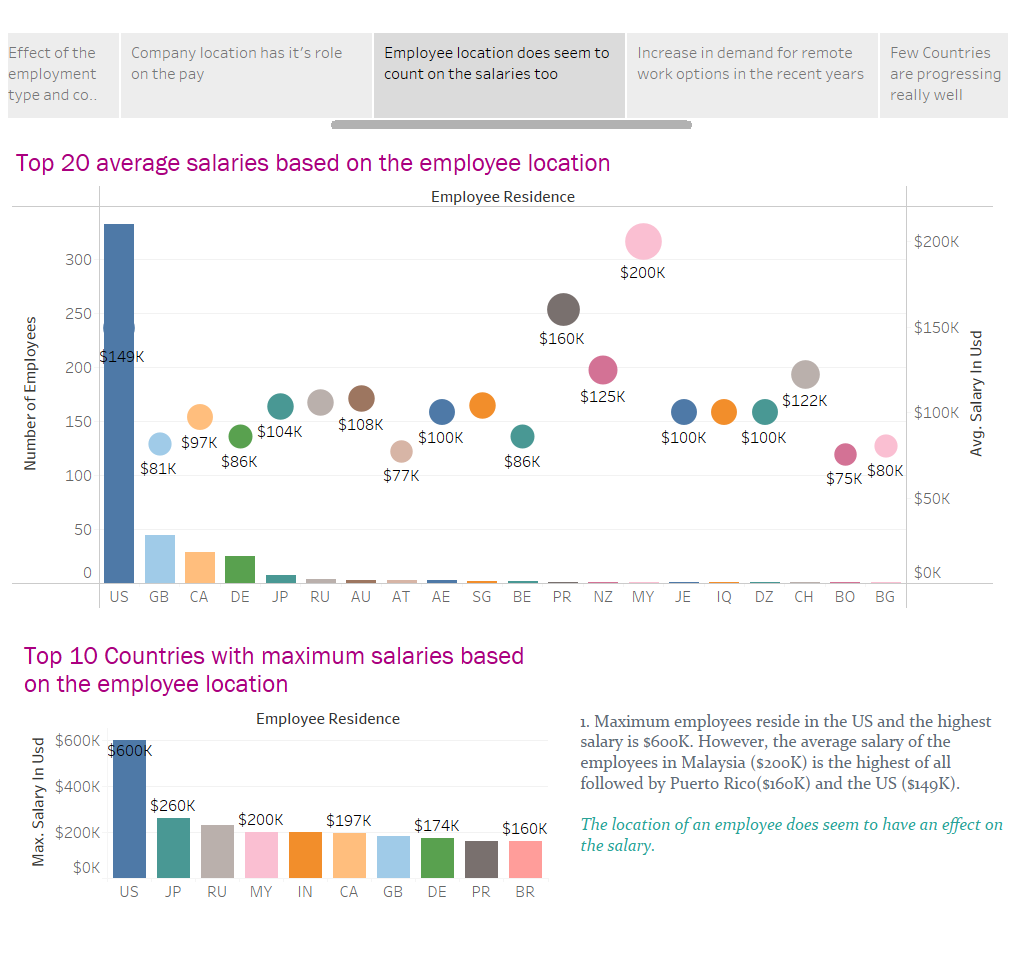 Effect of the
employment
type and co..
Company location has it's role
on the pay
Employee location does seem to
count on the salaries too
Increase in demand for remote
work options in the recent years
Few Countries
are progressing
really well
Top 20 average salaries based on the employee location
Employee Residence
Number of Employees
300
250
200
150
100
50
0
$149K
$81K
$97K
$86K
$104K
$108K
$77K
$100K
$86K
$160K
$125K
$200K
$100K
$100K
$122K
$75K
$80K
$200K
$150K
$100K
$50K
$0K
Avg. Salary In Usd
US GB CA DE JP RU AU AT AE SG BE PR NZ MY JE IQ DZ CH BO BG
Top 10 Countries with maximum salaries based
on the employee location
Employee Residence
Max. Salary In Usd
$600K
$400K
$200K
$0K
$600K
$260K
$200K
$197K
$174K
$160K
US JP RU MY IN CA GB DE PR BR
1. Maximum employees reside in the US and the highest
salary is $600K. However, the average salary of the
employees in Malaysia ($200K) is the highest of all
followed by Puerto Rico($160K) and the US ($149K).
The location of an employee does seem to have an effect on
the salary.